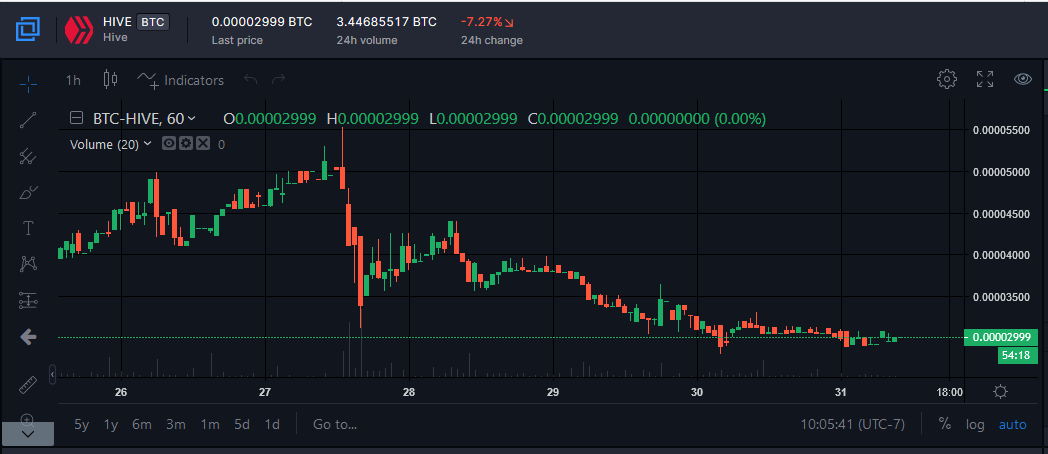 HIVE BTC 0.00002999 BTC 3.44685517 BTC -7.27%
Hive Last price 24h volume 24h change
1h Indicators
BTC-HIVE, 60 O0.00002999 H0.00002999 L0.00002999 C0.00002999 0.00000000 (0.00%)
Volume (20) 0
0.00005500
0.00005000
0.00004500
0.00004000
0.00003500
0.00002999
54:18
26 27 28 29 30 31 18:00
5y 1y 6m 3m 1m 5d 1d Go to... 10:05:41 (UTC-7) % log auto